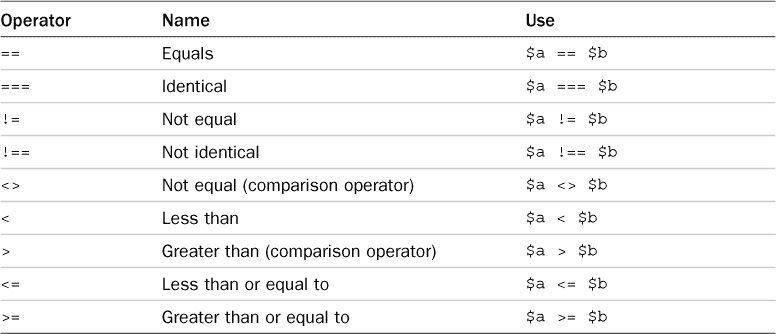 Operator Name Use
== Equals $a == $b
=== Identical $a === $b
!= Not equal $a != $b
!== Not identical $a !== $b
<> Not equal (comparison operator) $a <> $b
< Less than $a < $b
> Greater than (comparison operator) $a > $b
<= Less than or equal to $a <= $b
>= Greater than or equal to $a >= $b